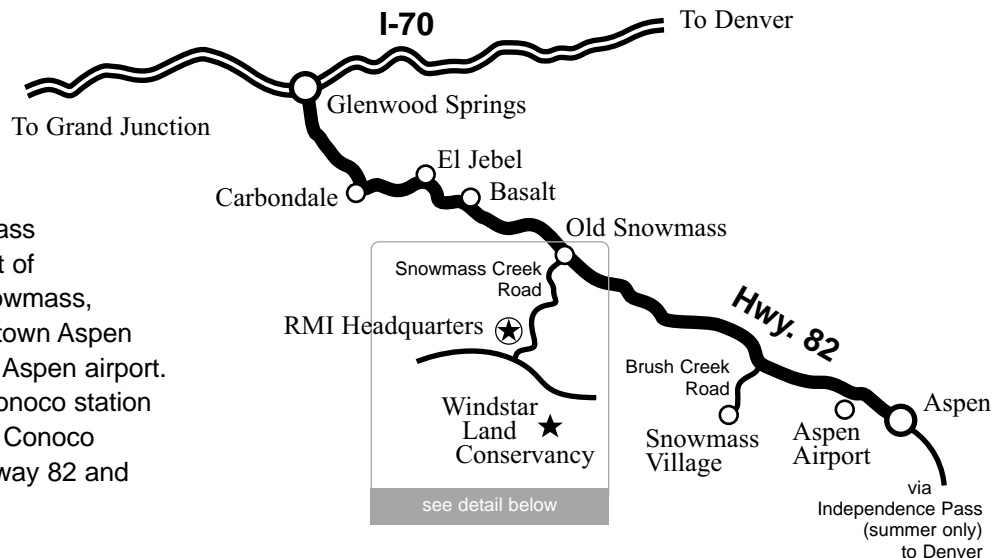 I-70
To Denver
Glenwood Springs
To Grand Junction
El Jebel
Carbondale
Basalt
Old Snowmass
ass
t of
owmass,
town Aspen
Aspen airport.
onoco station
Conoco
way 82 and
Snowmass Creek
Road
RMI Headquarters
Windstar
Land
Conservancy
see detail below
Hwy. 82
Brush Creek
Road
Snowmass
Village
Aspen
Airport
Aspen
via
Independence Pass
(summer only)
to Denver